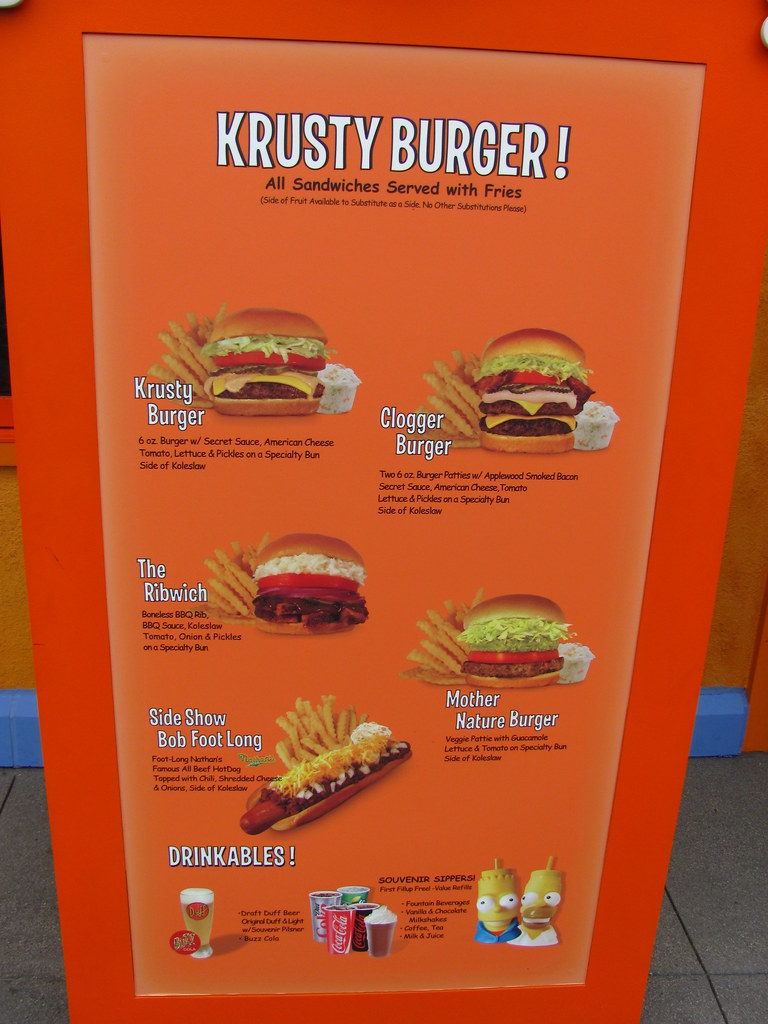 KRUSTY BURGER!
All Sandwiches Served with Fries
(Side of Fruit Available to Substitute as a Side. No Other Substitutions Please)
Krusty
Burger
6 oz. Burger w/ Secret Sauce, American Cheese
Tomato, Lettuce & Pickles on a Specialty Bun
Side of Koleslaw
Clogger
Burger
Two 6 oz. Burger Patties w/ Applewood Smoked Bacon
Secret Sauce, American Cheese, Tomato
Lettuce & Pickles on a Specialty Bun
Side of Koleslaw
The
Ribwich
Boneless BBQ Rib,
BBQ Sauce, Koleslaw
Tomato, Onion & Pickles
on a Specialty Bun
Mother
Nature Burger
Veggie Pattie with Guacamole
Lettuce & Tomato on Specialty Bun
Side of Koleslaw
Side Show
Bob Foot Long
Foot-Long Nathan's
Famous All Beef HotDog
Topped with Chili, Shredded Cheese
& Onions, Side of Koleslaw
Nathan's
DRINKABLES!
Duff
BUZZ
COLA
•Draft Duff Beer
Original Duff & Light
w/Souvenir Pilsner
• Buzz Cola
Coca-Cola
SOUVENIR SIPPERS!
First Fillup Free! -Value Refills
• Fountain Beverages
• Vanilla & Chocolate
Milkshakes
• Coffee, Tea
• Milk & Juice